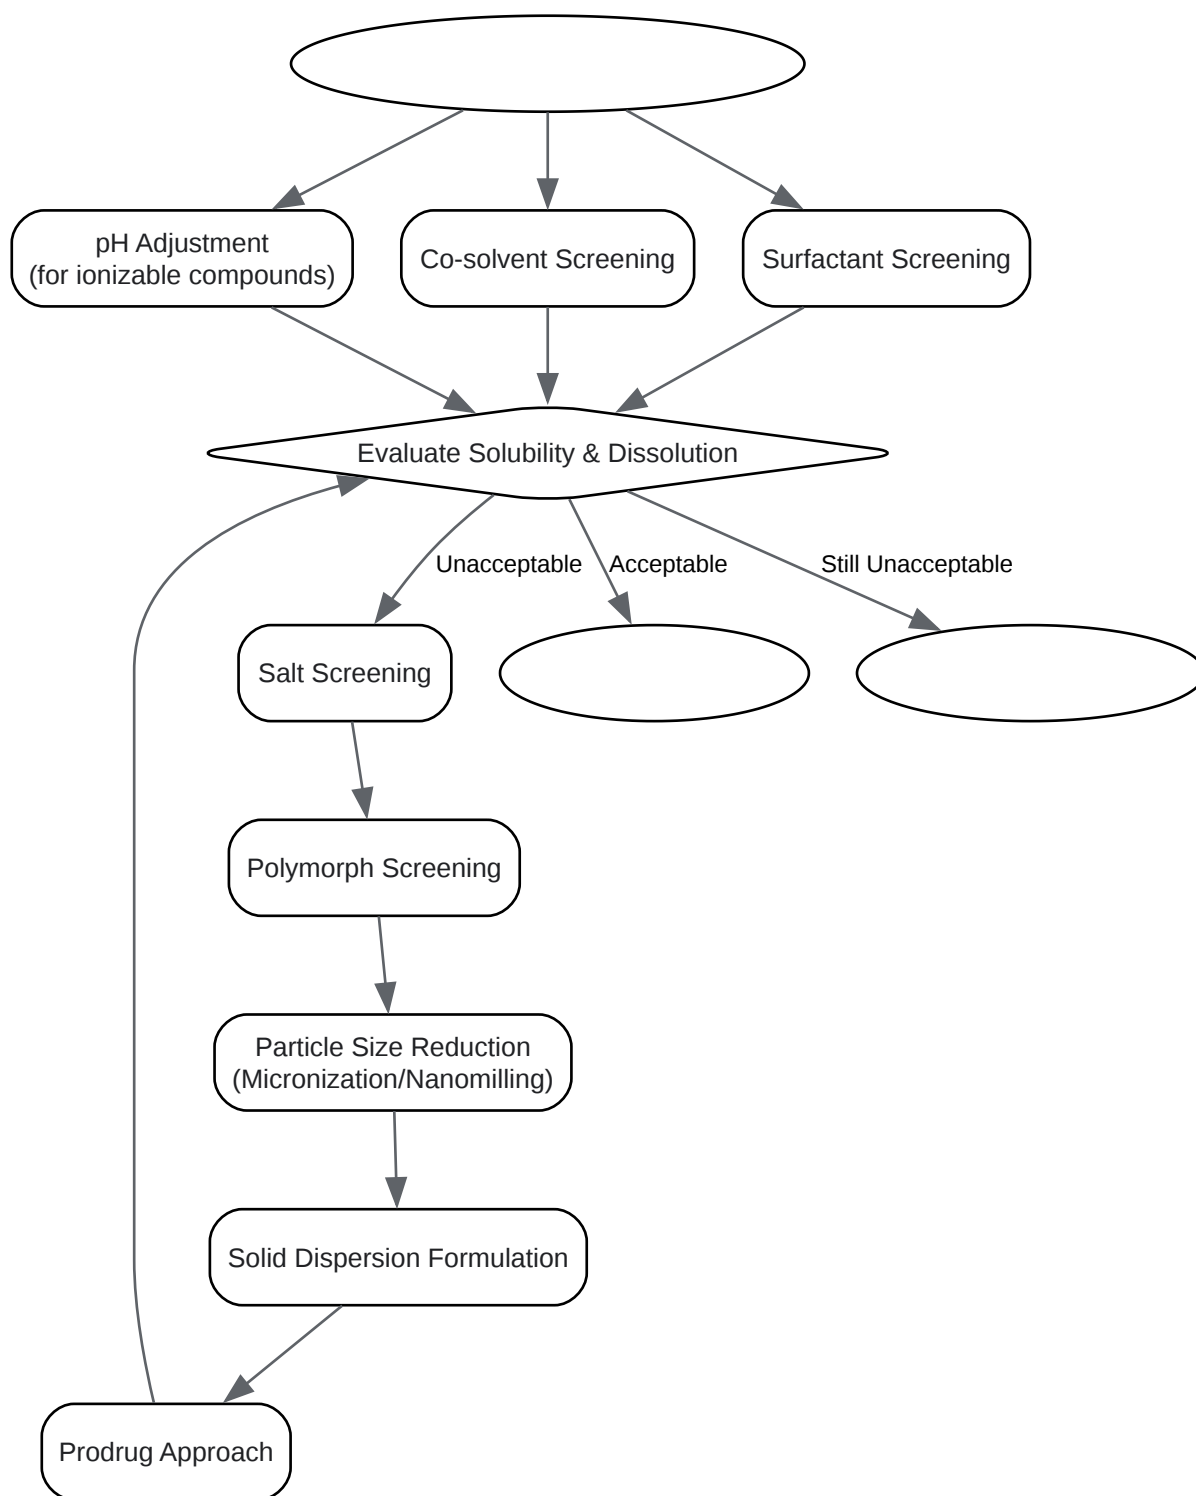 pH Adjustment
(for ionizable compounds)
Co-solvent Screening
Surfactant Screening
Evaluate Solubility & Dissolution
Unacceptable
Acceptable
Still Unacceptable
Salt Screening
Polymorph Screening
Particle Size Reduction
(Micronization/Nanomilling)
Solid Dispersion Formulation
Prodrug Approach